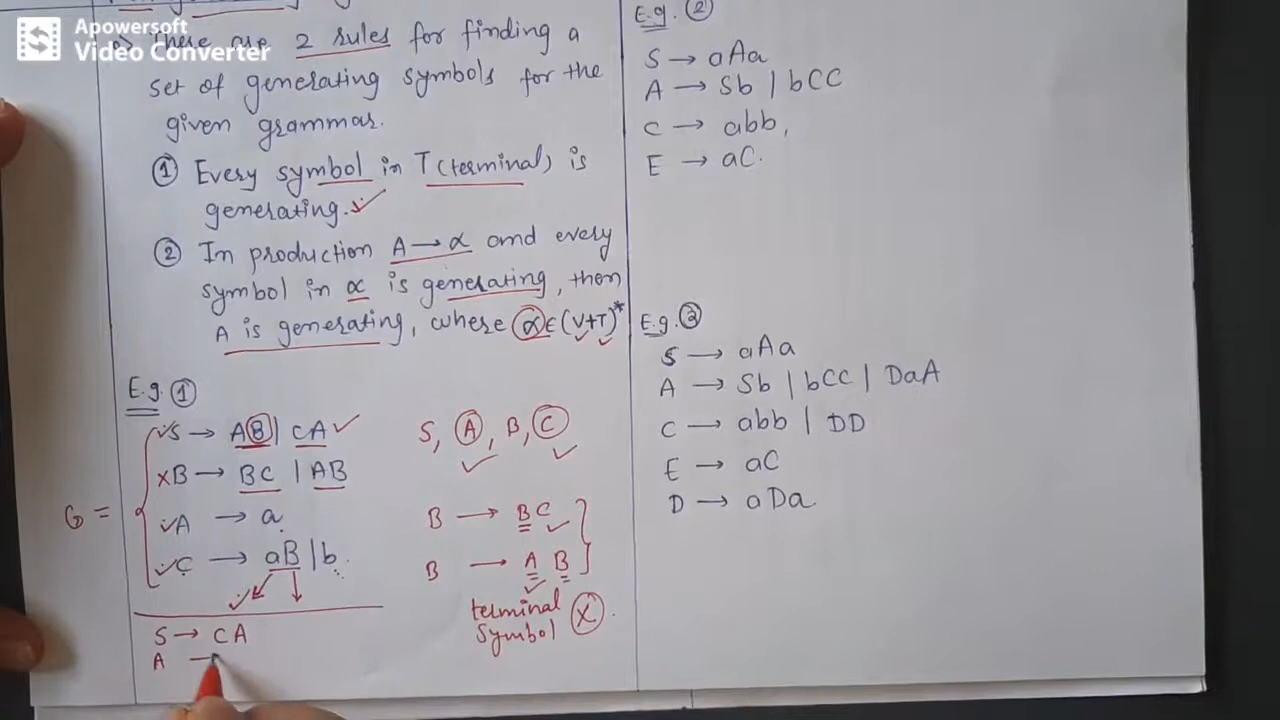 Apowersoft
Video Converter
There are 2 rules for finding a
set of generating symbols for the
given grammar.
① Every symbol in T (terminal) is
generating.
② In production A → α and every
symbol in α is generating, then
A is generating, where α ∈ (V+T)*
E.g. ①
G =
✓S → AB | CA ✓
xB → BC | AB
✓A → a
✓C → aB | b.
S → CA
A →
S, A, B, C
B → BC
B → A B
terminal
symbol X.
E.g. ②
S → aAa
A → Sb | bCC
C → abb,
E → aC.
E.g. ③
S → aAa
A → Sb | bCC | DaA
C → abb | DD
E → aC
D → aDa